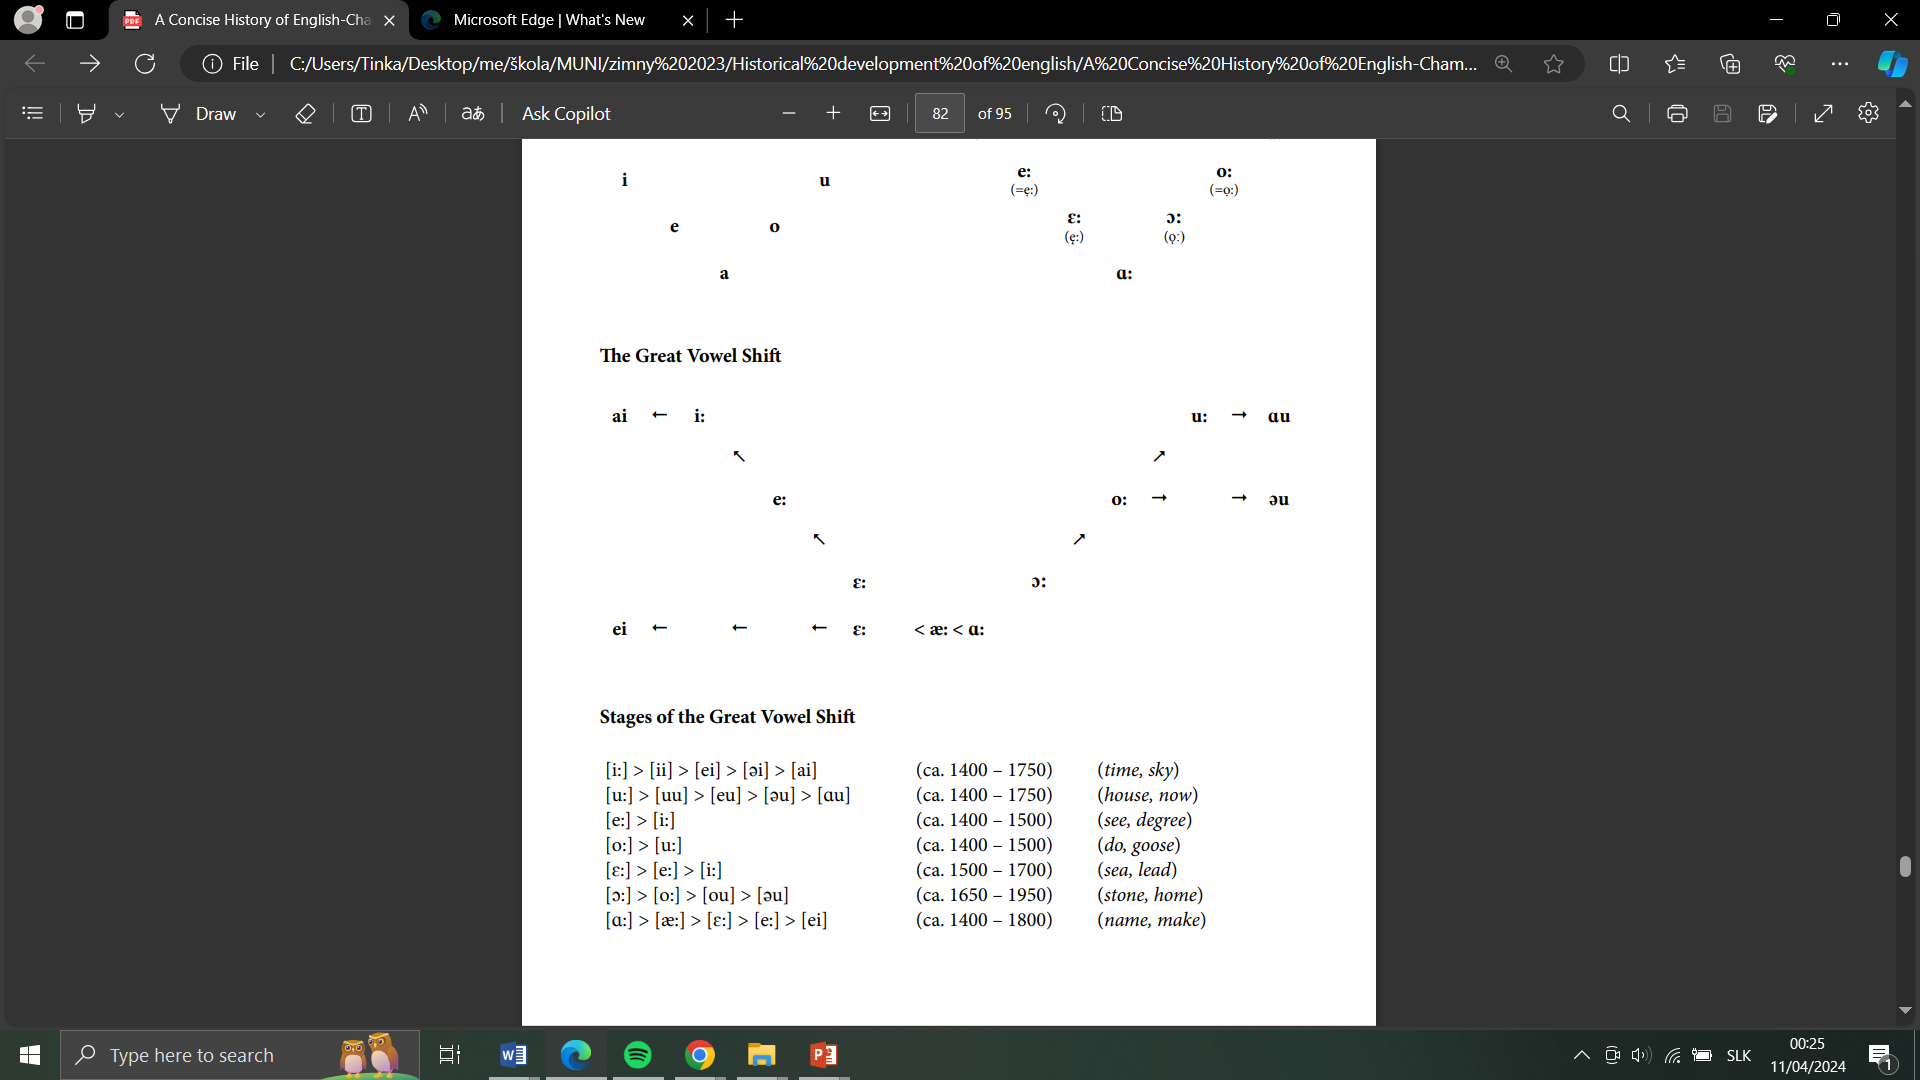 A Concise History of English-Cha
Microsoft Edge | What's New
File
C:/Users/Tinka/Desktop/me/škola/MUNI/zimny%202023/Historical%20development%20of%20english/A%20Concise%20History%20of%20English-Cham...
Draw
aあ
Ask Copilot
82 of 95
i u e: o:
(=ẹ:) (=ọ:)
e o ɛ: ɔ:
(ę:) (ǫ:)
a ɑ:
The Great Vowel Shift
ai ← i: u: → ɑu
↖ ↗
e: o: → → əu
↖ ↗
ɛ: ɔ:
ei ← ← ← ɛ: < æ: < ɑ:
Stages of the Great Vowel Shift
[i:] > [ii] > [ei] > [əi] > [ai] (ca. 1400 – 1750) (time, sky)
[u:] > [uu] > [eu] > [əu] > [ɑu] (ca. 1400 – 1750) (house, now)
[e:] > [i:] (ca. 1400 – 1500) (see, degree)
[o:] > [u:] (ca. 1400 – 1500) (do, goose)
[ɛ:] > [e:] > [i:] (ca. 1500 – 1700) (sea, lead)
[ɔ:] > [o:] > [ou] > [əu] (ca. 1650 – 1950) (stone, home)
[ɑ:] > [æ:] > [ɛ:] > [e:] > [ei] (ca. 1400 – 1800) (name, make)
Type here to search
SLK
00:25
11/04/2024
1